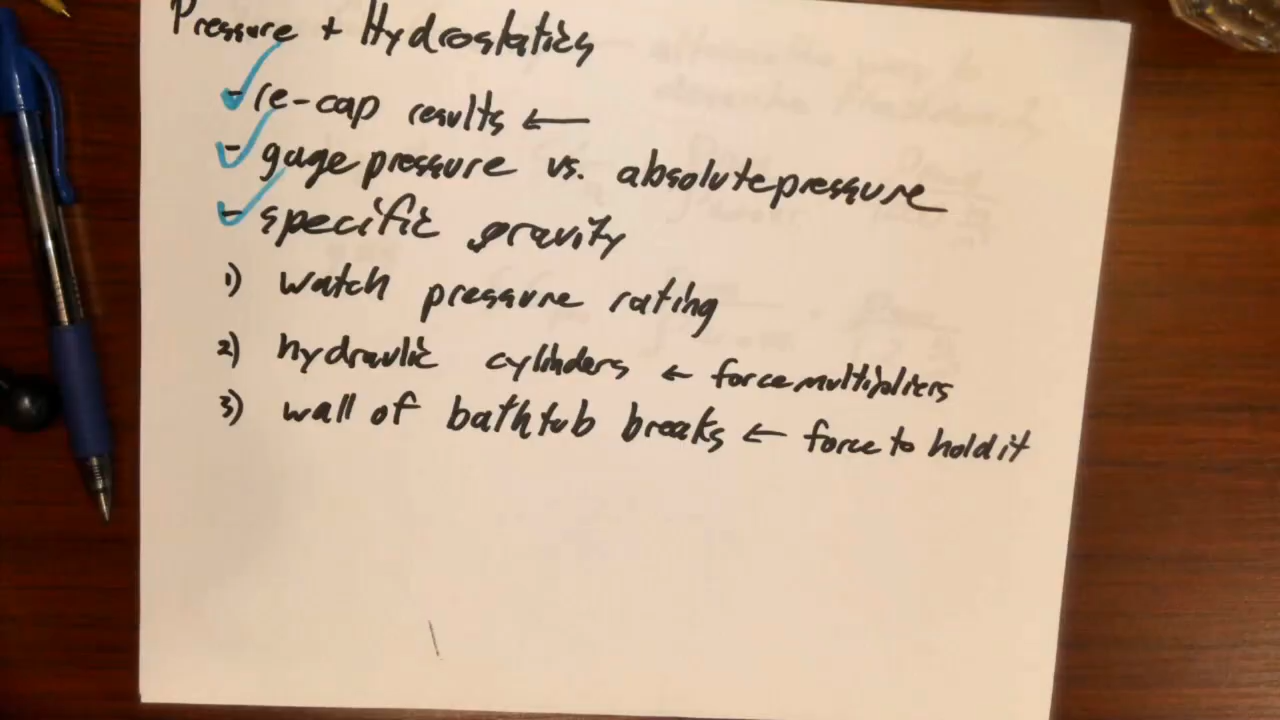 Pressure + Hydrostatics
- re-cap results ←
- gage pressure vs. absolute pressure
- specific gravity
1) watch pressure rating
2) hydraulic cylinders ← force multipliers
3) wall of bathtub breaks ← force to hold it